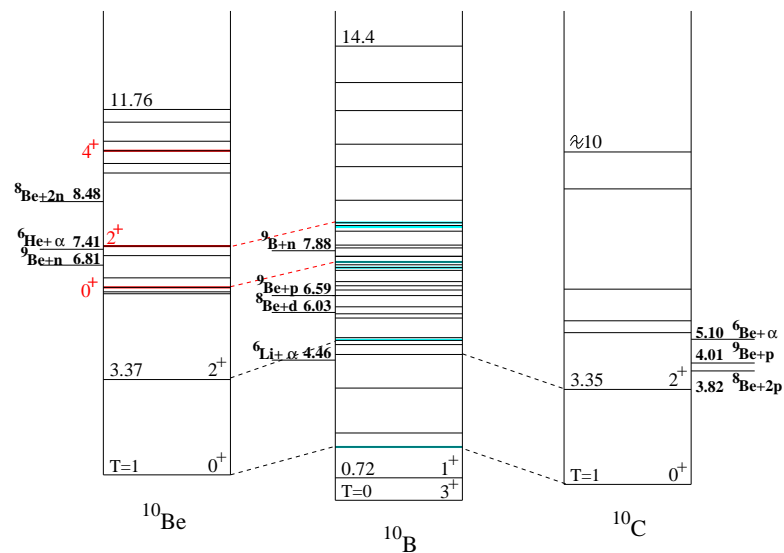 11.76
4⁺
⁸Be+2n 8.48
⁶He+α 7.41
2⁺
⁹Be+n 6.81
0⁺
3.37 2⁺
T=1 0⁺
¹⁰Be
14.4
⁹B+n 7.88
⁹Be+p 6.59
⁸Be+d 6.03
⁶Li+α 4.46
0.72 1⁺
T=0 3⁺
¹⁰B
≈10
5.10 ⁶Be+α
4.01 ⁹Be+p
3.35 2⁺
3.82 ⁸Be+2p
T=1 0⁺
¹⁰C